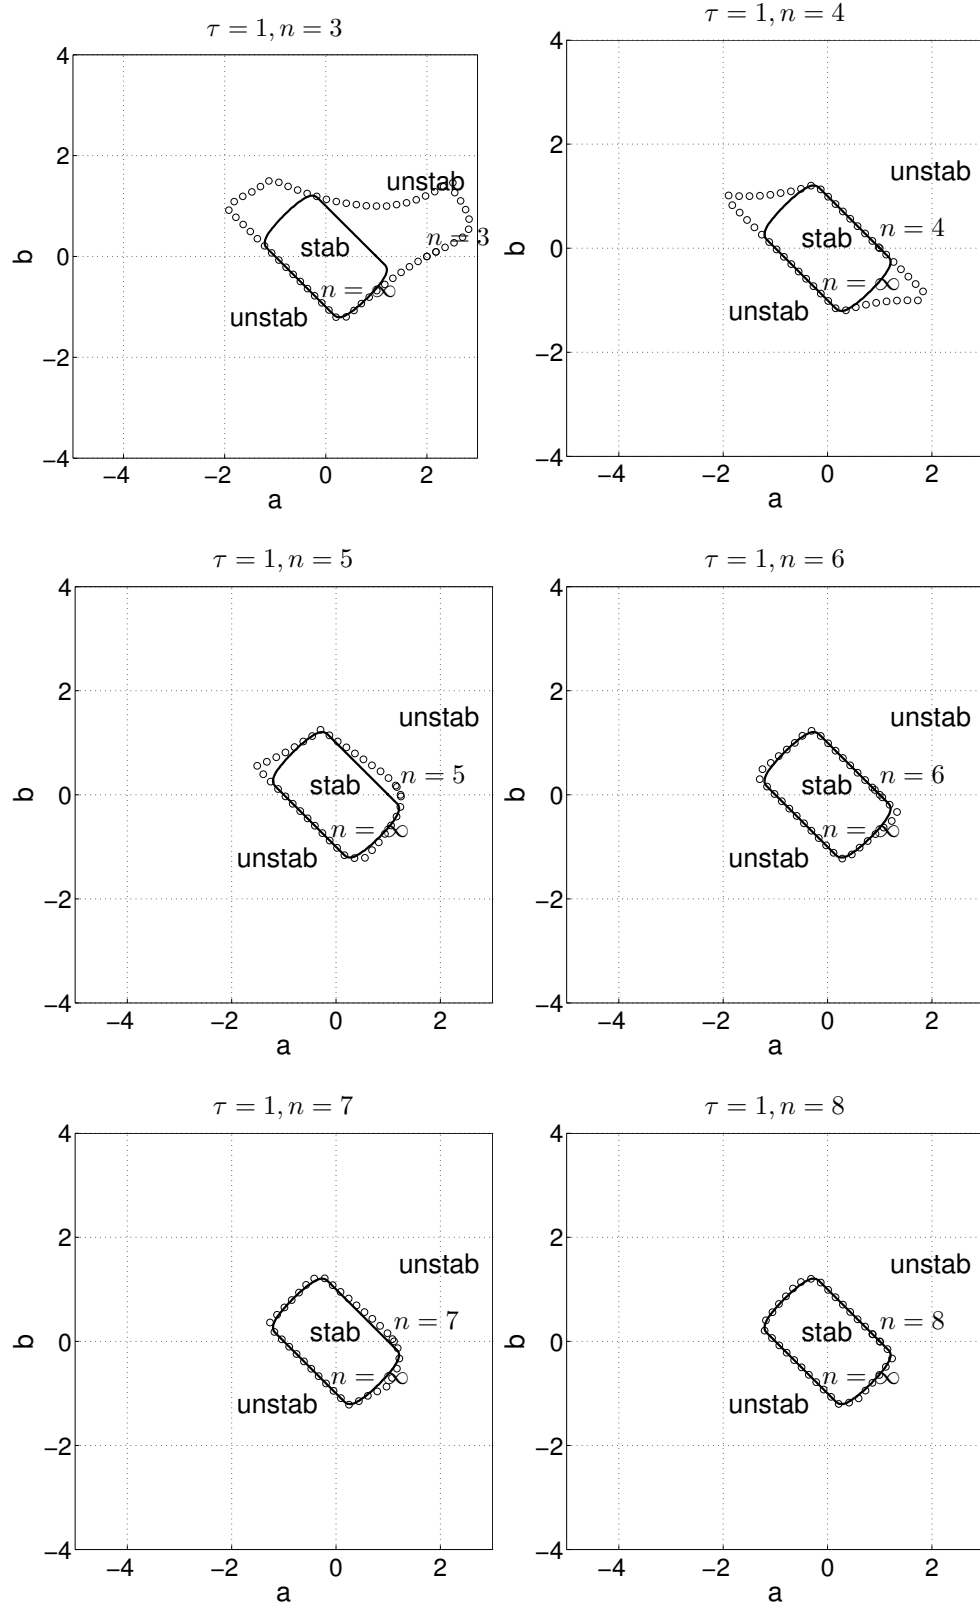 τ = 1, n = 3
4
2
0
−2
−4
b
unstab
n = 3
stab
n = ∞
unstab
−4
−2
0
2
a
τ = 1, n = 4
4
2
0
−2
−4
b
unstab
n = 4
stab
n = ∞
unstab
−4
−2
0
2
a
τ = 1, n = 5
4
2
0
−2
−4
b
unstab
n = 5
stab
n = ∞
unstab
−4
−2
0
2
a
τ = 1, n = 6
4
2
0
−2
−4
b
unstab
n = 6
stab
n = ∞
unstab
−4
−2
0
2
a
τ = 1, n = 7
4
2
0
−2
−4
b
unstab
n = 7
stab
n = ∞
unstab
−4
−2
0
2
a
τ = 1, n = 8
4
2
0
−2
−4
b
unstab
n = 8
stab
n = ∞
unstab
−4
−2
0
2
a